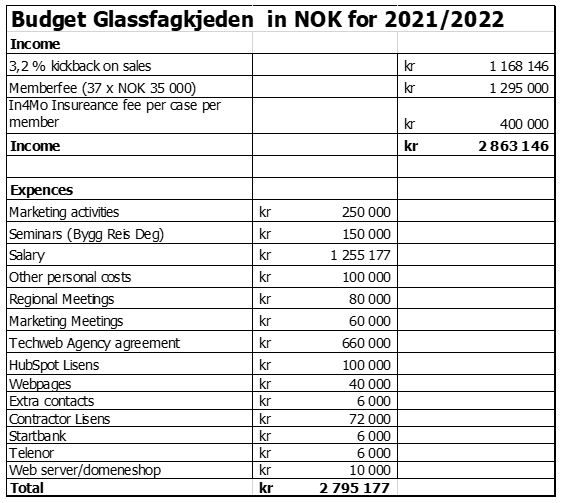 Budget Glassfagkjeden in NOK for 2021/2022
Income
3,2 % kickback on sales kr 1 168 146
Memberfee (37 x NOK 35 000) kr 1 295 000
In4Mo Insureance fee per case per
member kr 400 000
Income kr 2 863 146
Expences
Marketing activities kr 250 000
Seminars (Bygg Reis Deg) kr 150 000
Salary kr 1 255 177
Other personal costs kr 100 000
Regional Meetings kr 80 000
Marketing Meetings kr 60 000
Techweb Agency agreement kr 660 000
HubSpot Lisens kr 100 000
Webpages kr 40 000
Extra contacts kr 6 000
Contractor Lisens kr 72 000
Startbank kr 6 000
Telenor kr 6 000
Web server/domeneshop kr 10 000
Total kr 2 795 177